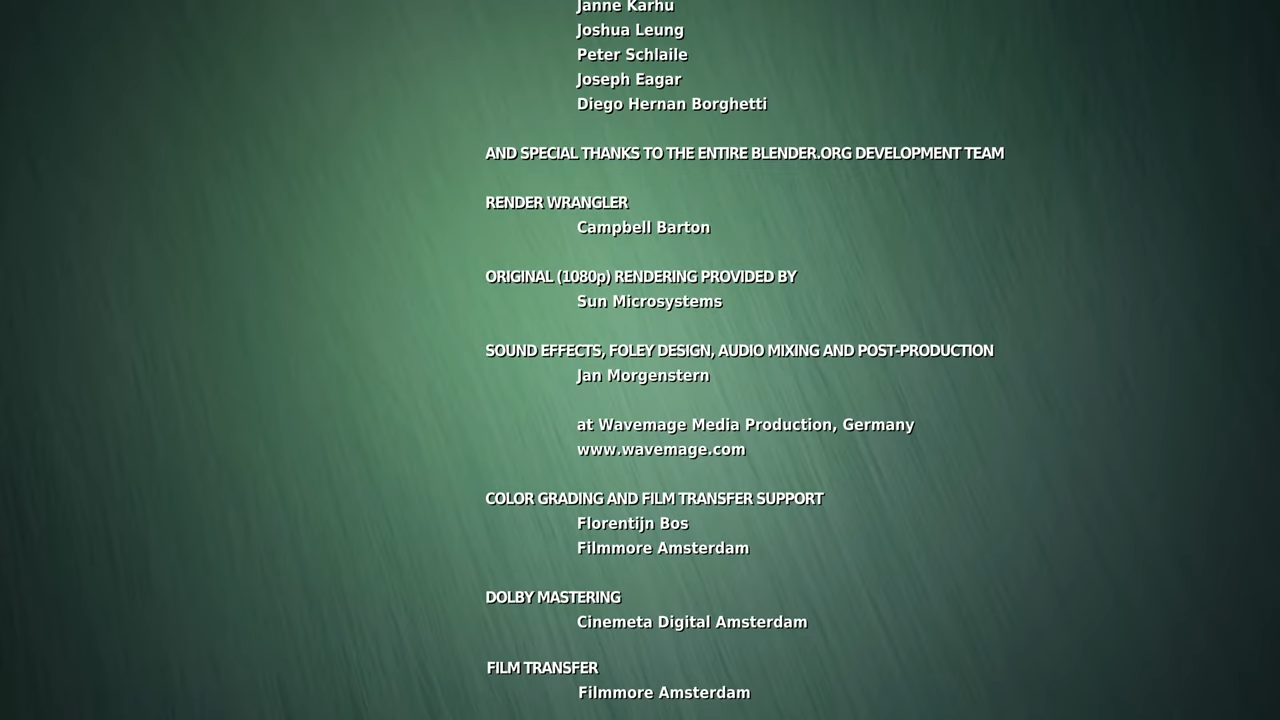 Janne Karhu
Joshua Leung
Peter Schlaile
Joseph Eagar
Diego Hernan Borghetti
AND SPECIAL THANKS TO THE ENTIRE BLENDER.ORG DEVELOPMENT TEAM
RENDER WRANGLER
Campbell Barton
ORIGINAL (1080p) RENDERING PROVIDED BY
Sun Microsystems
SOUND EFFECTS, FOLEY DESIGN, AUDIO MIXING AND POST-PRODUCTION
Jan Morgenstern
at Wavemage Media Production, Germany
www.wavemage.com
COLOR GRADING AND FILM TRANSFER SUPPORT
Florentijn Bos
Filmmore Amsterdam
DOLBY MASTERING
Cinemeta Digital Amsterdam
FILM TRANSFER
Filmmore Amsterdam